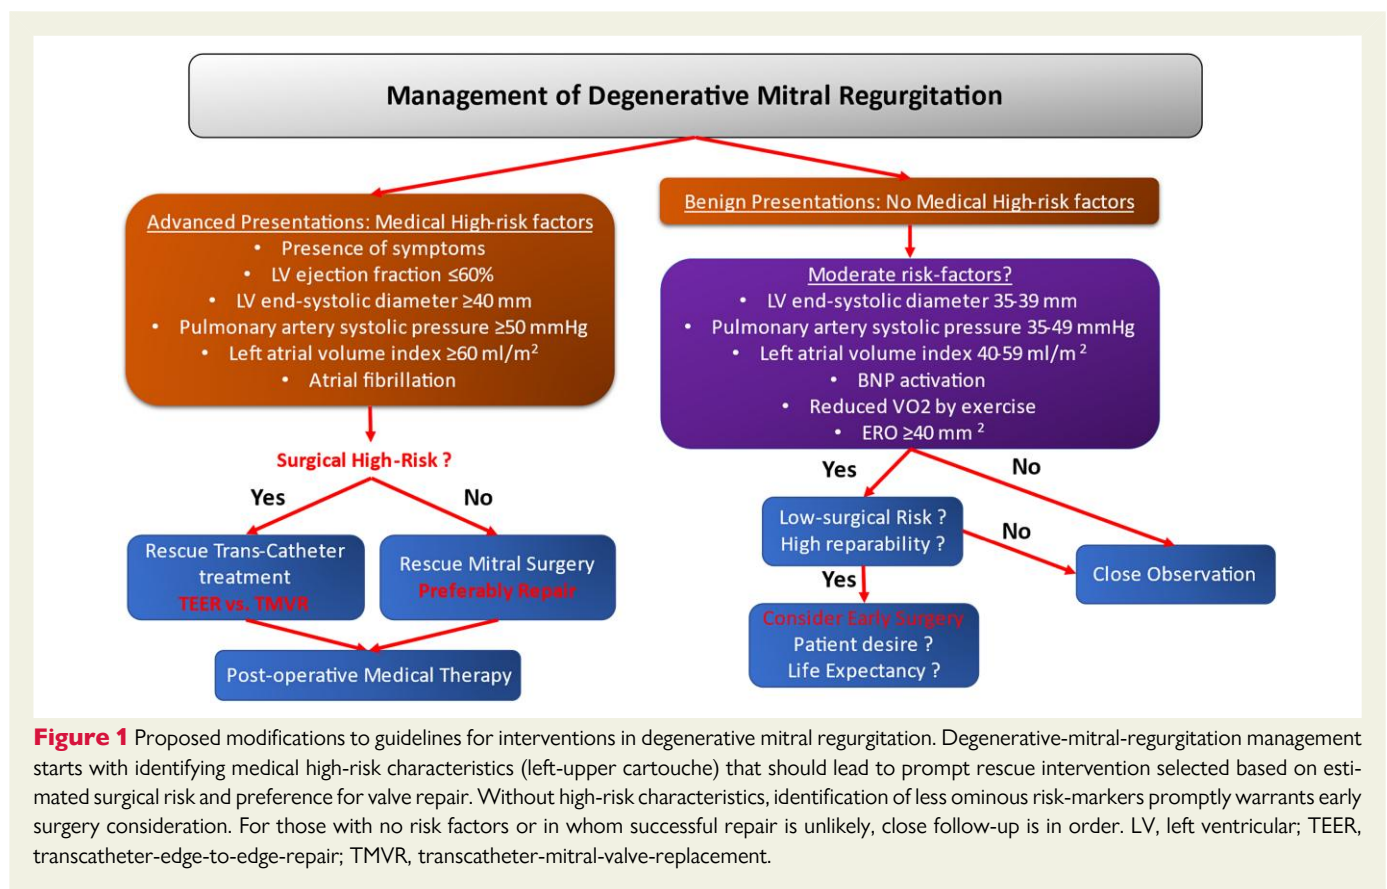 Management of Degenerative Mitral Regurgitation
Advanced Presentations: Medical High-risk factors
• Presence of symptoms
• LV ejection fraction ≤60%
• LV end-systolic diameter ≥40 mm
• Pulmonary artery systolic pressure ≥50 mmHg
• Left atrial volume index ≥60 ml/m²
• Atrial fibrillation
Surgical High-Risk ?
Yes
No
Rescue Trans-Catheter
treatment
TEER vs. TMVR
Rescue Mitral Surgery
Preferably Repair
Post-operative Medical Therapy
Benign Presentations: No Medical High-risk factors
Moderate risk-factors?
• LV end-systolic diameter 35-39 mm
• Pulmonary artery systolic pressure 35-49 mmHg
• Left atrial volume index 40-59 ml/m ²
• BNP activation
• Reduced VO2 by exercise
• ERO ≥40 mm ²
Yes
No
Low-surgical Risk ?
High reparability ?
No
Yes
Close Observation
Consider Early Surgery
Patient desire ?
Life Expectancy ?
Figure 1 Proposed modifications to guidelines for interventions in degenerative mitral regurgitation. Degenerative-mitral-regurgitation management
starts with identifying medical high-risk characteristics (left-upper cartouche) that should lead to prompt rescue intervention selected based on esti-
mated surgical risk and preference for valve repair. Without high-risk characteristics, identification of less ominous risk-markers promptly warrants early
surgery consideration. For those with no risk factors or in whom successful repair is unlikely, close follow-up is in order. LV, left ventricular; TEER,
transcatheter-edge-to-edge-repair; TMVR, transcatheter-mitral-valve-replacement.